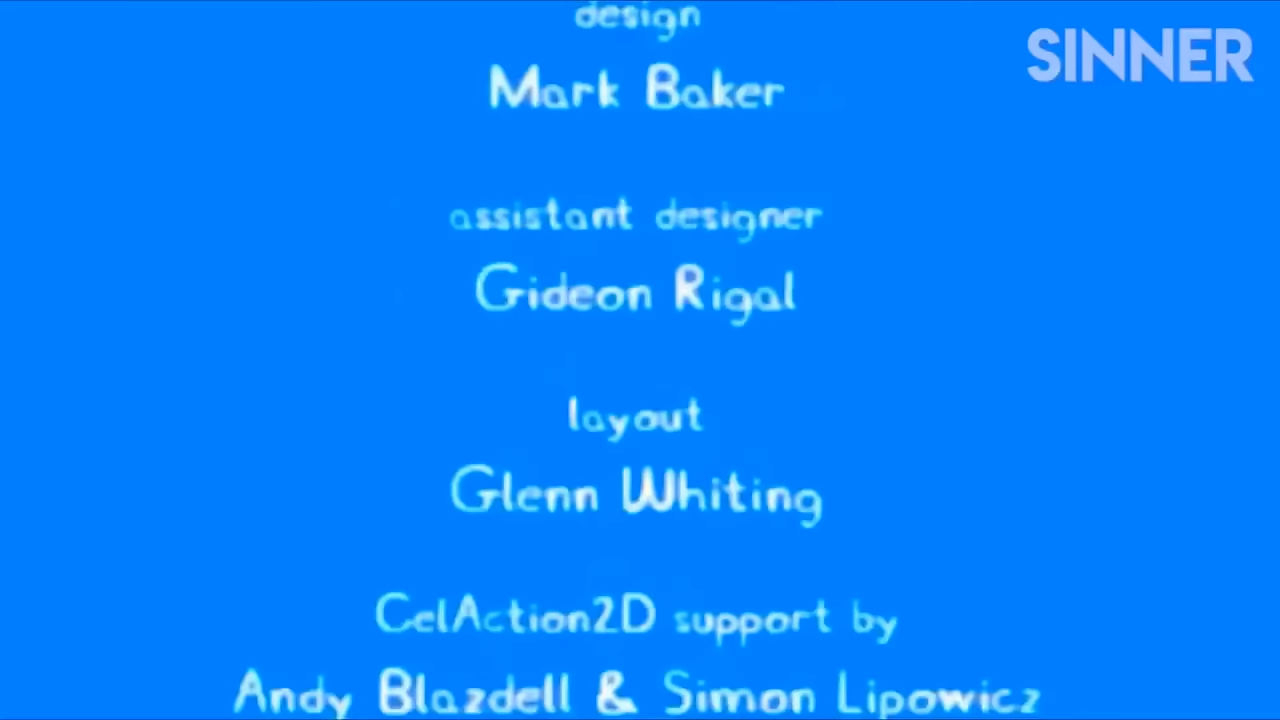 design
SINNER
Mark Baker
assistant designer
Gideon Rigal
layout
Glenn Whiting
CelAction2D support by
Andy Blazdell & Simon Lipowicz